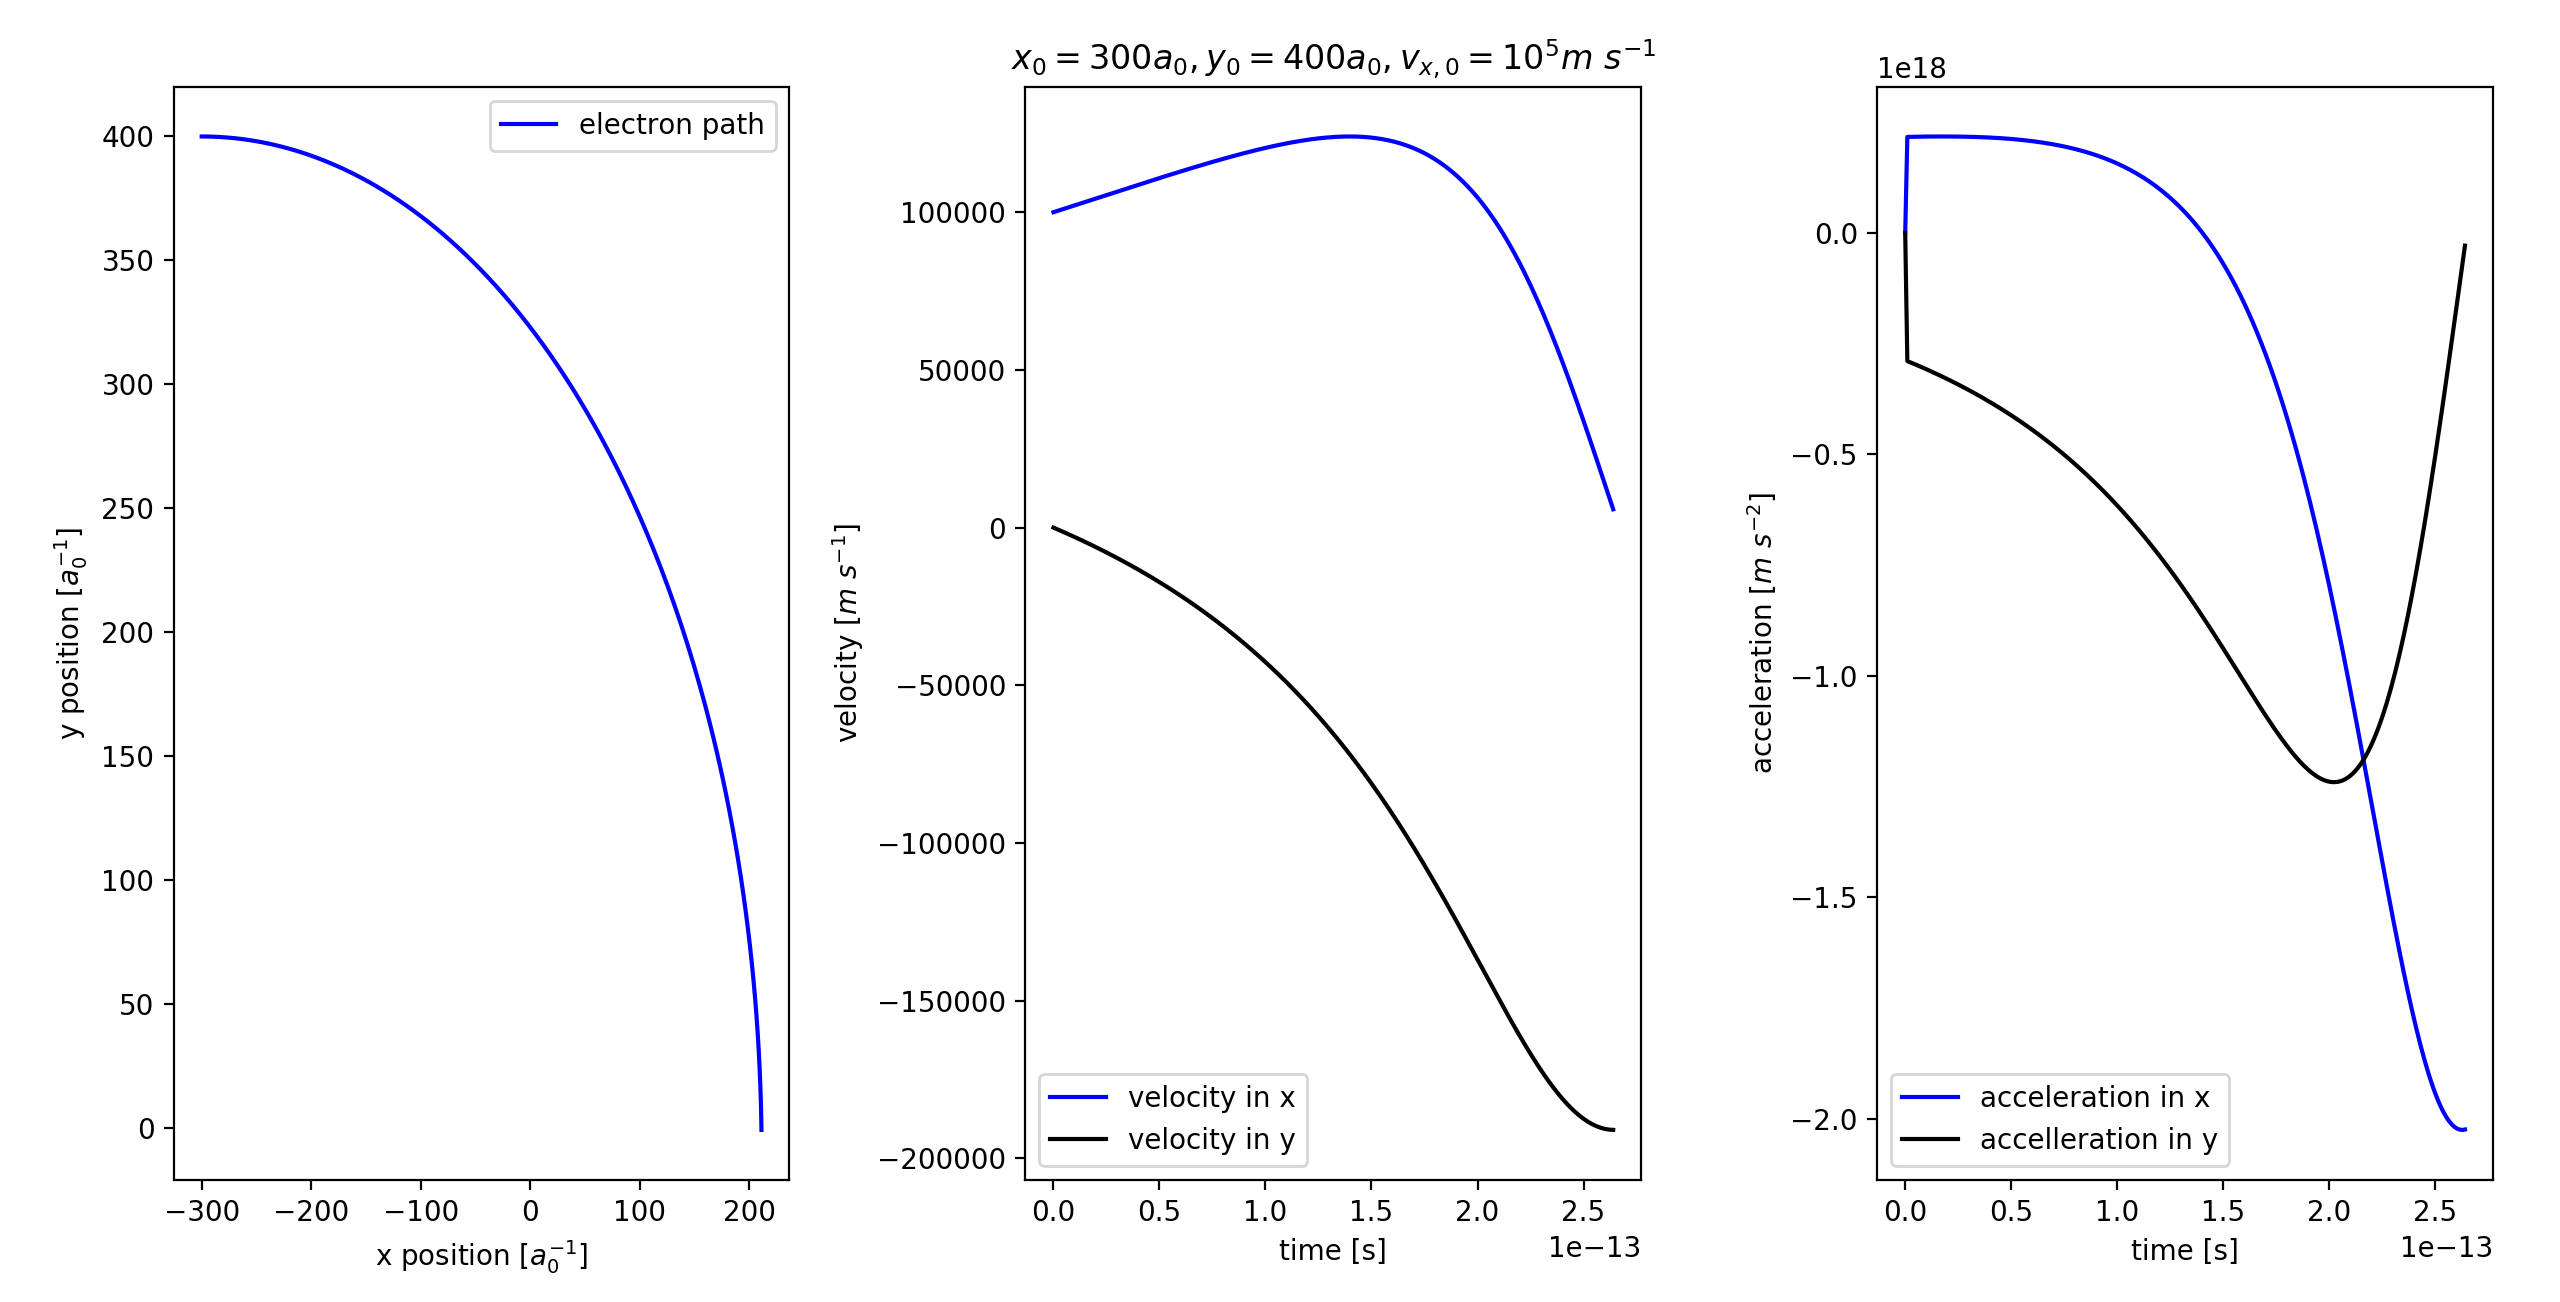 electron path
400
350
300
250
200
150
100
50
0
y position [$a_0^{-1}$]
−300 −200 −100 0 100 200
x position [$a_0^{-1}$]
$x_0 = 300a_0, y_0 = 400a_0, v_{x,0} = 10^5 m\ s^{-1}$
100000
50000
0
−50000
−100000
−150000
−200000
velocity [$m\ s^{-1}$]
velocity in x
velocity in y
0.0 0.5 1.0 1.5 2.0 2.5
time [s]
1e−13
1e18
0.0
−0.5
−1.0
−1.5
−2.0
acceleration [$m\ s^{-2}$]
acceleration in x
accelleration in y
0.0 0.5 1.0 1.5 2.0 2.5
time [s]
1e−13